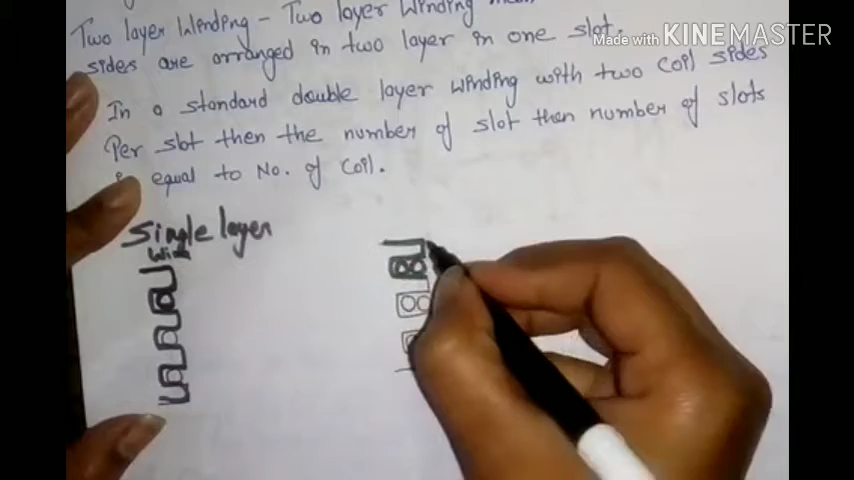 Two layer Winding - Two layer Winding
sides are arranged in two layer in one slot.
Made with KINEMASTER
In a standard double layer Winding with two Coil sides
Per slot then the number of slot then number of slots
equal to No. of Coil.
Single layer